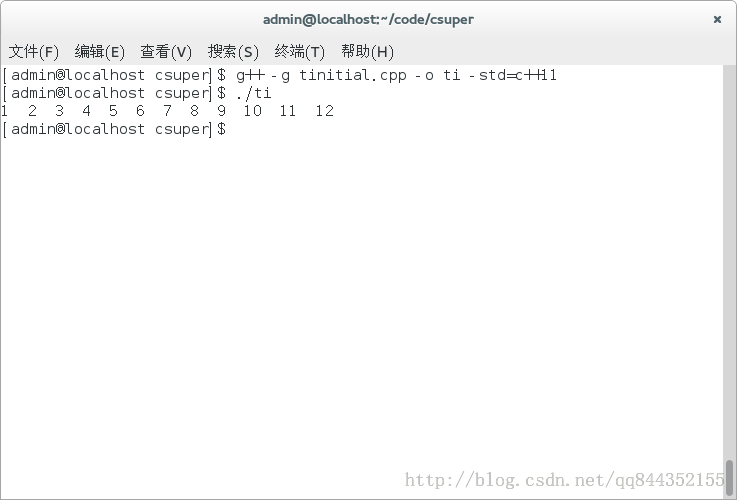 admin@localhost:~/code/csuper
文件(F) 编辑(E) 查看(V) 搜索(S) 终端(T) 帮助(H)
[admin@localhost csuper]$ g++ -g tinitial.cpp -o ti -std=c++11
[admin@localhost csuper]$ ./ti
1 2 3 4 5 6 7 8 9 10 11 12
[admin@localhost csuper]$
http://blog.csdn.net/qq844352155